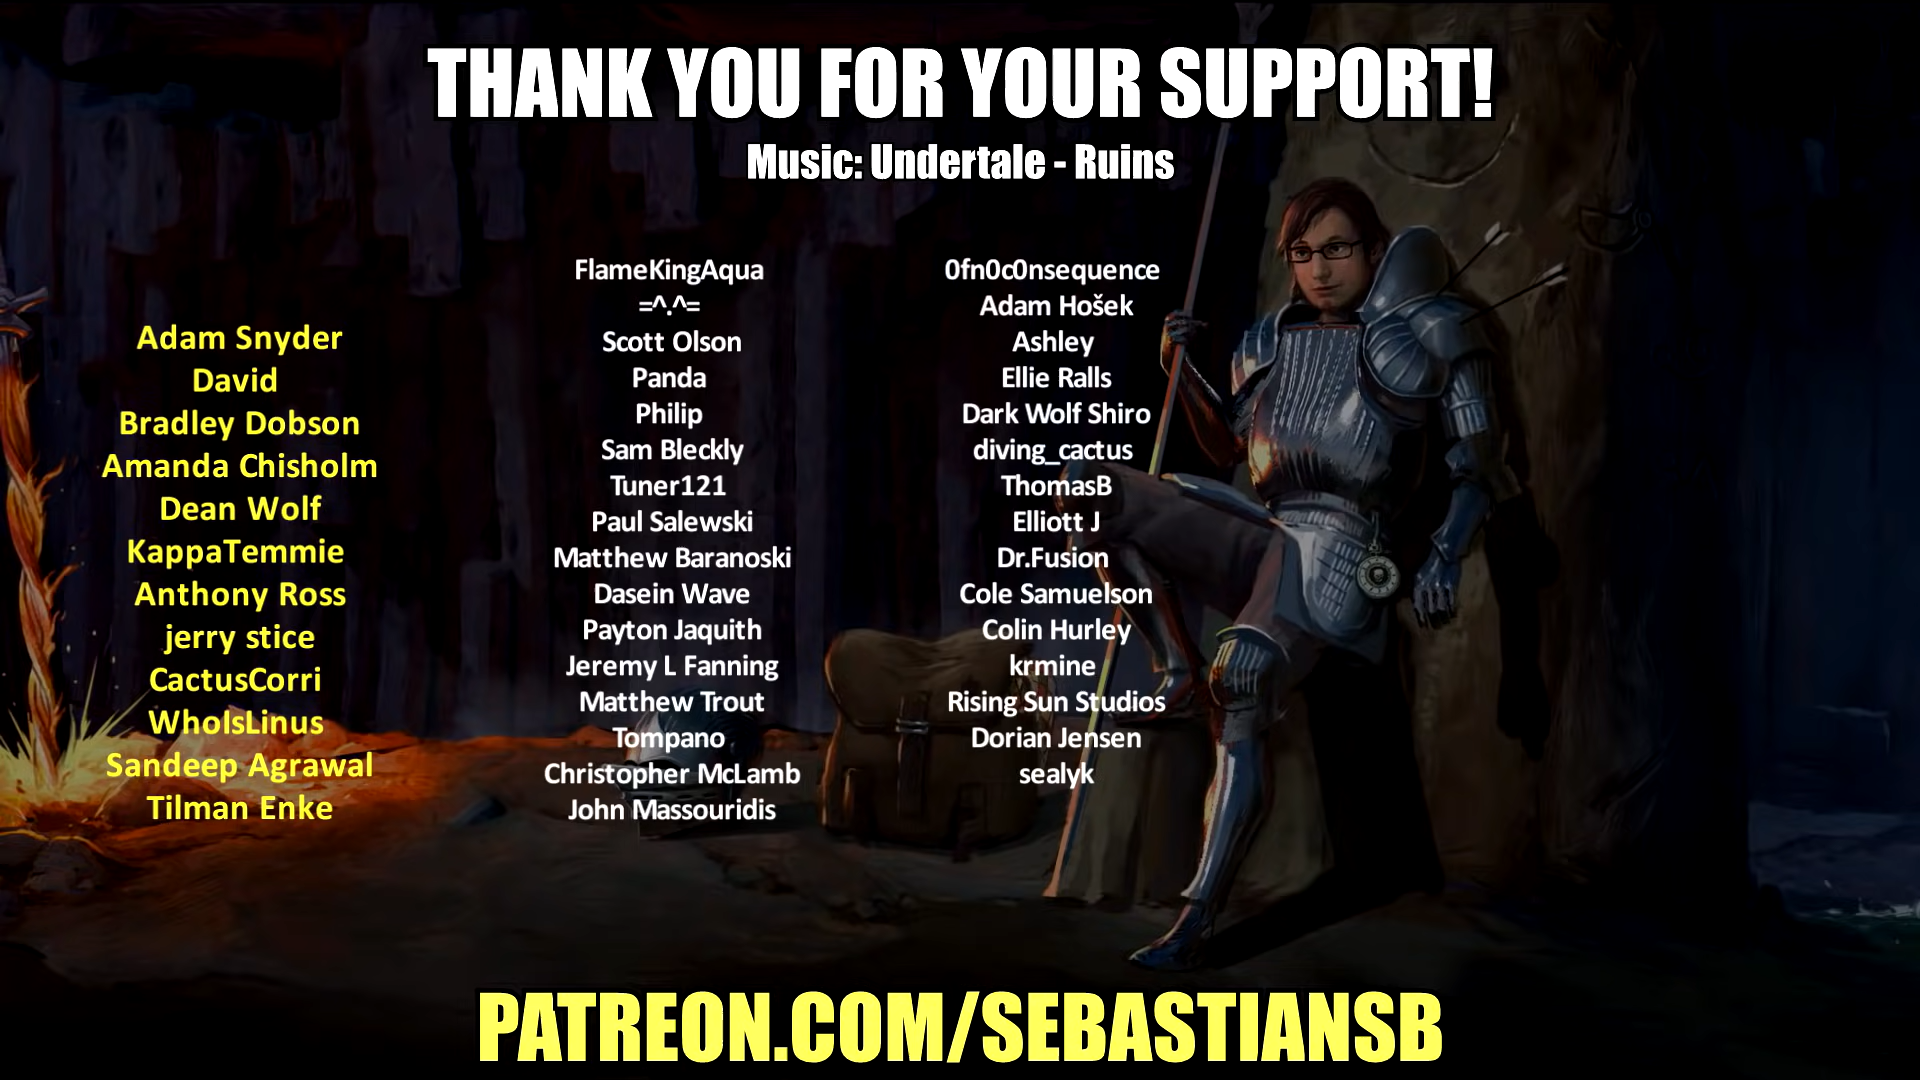 THANK YOU FOR YOUR SUPPORT!
Music: Undertale - Ruins
Adam Snyder
David
Bradley Dobson
Amanda Chisholm
Dean Wolf
KappaTemmie
Anthony Ross
jerry stice
CactusCorri
WhoIsLinus
Sandeep Agrawal
Tilman Enke
FlameKingAqua
=^.^=
Scott Olson
Panda
Philip
Sam Bleckly
Tuner121
Paul Salewski
Matthew Baranoski
Dasein Wave
Payton Jaquith
Jeremy L Fanning
Matthew Trout
Tompano
Christopher McLamb
John Massouridis
0fn0c0nsequence
Adam Hošek
Ashley
Ellie Ralls
Dark Wolf Shiro
diving_cactus
ThomasB
Elliott J
Dr.Fusion
Cole Samuelson
Colin Hurley
krmine
Rising Sun Studios
Dorian Jensen
sealyk
PATREON.COM/SEBASTIANSB